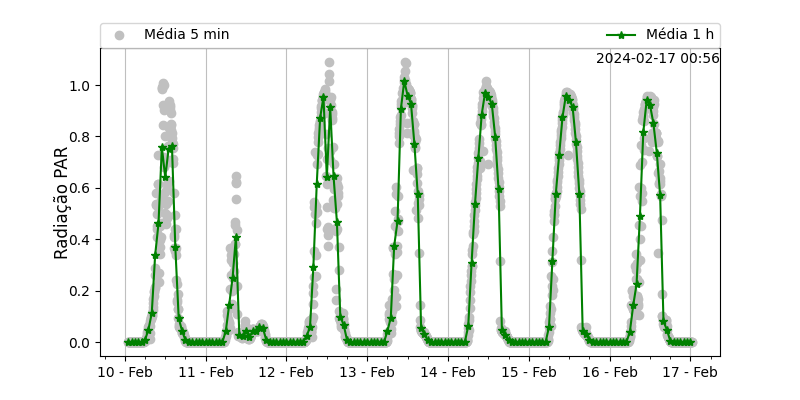 Média 5 min
Média 1 h
2024-02-17 00:56
Radiação PAR
1.0
0.8
0.6
0.4
0.2
0.0
10 - Feb
11 - Feb
12 - Feb
13 - Feb
14 - Feb
15 - Feb
16 - Feb
17 - Feb